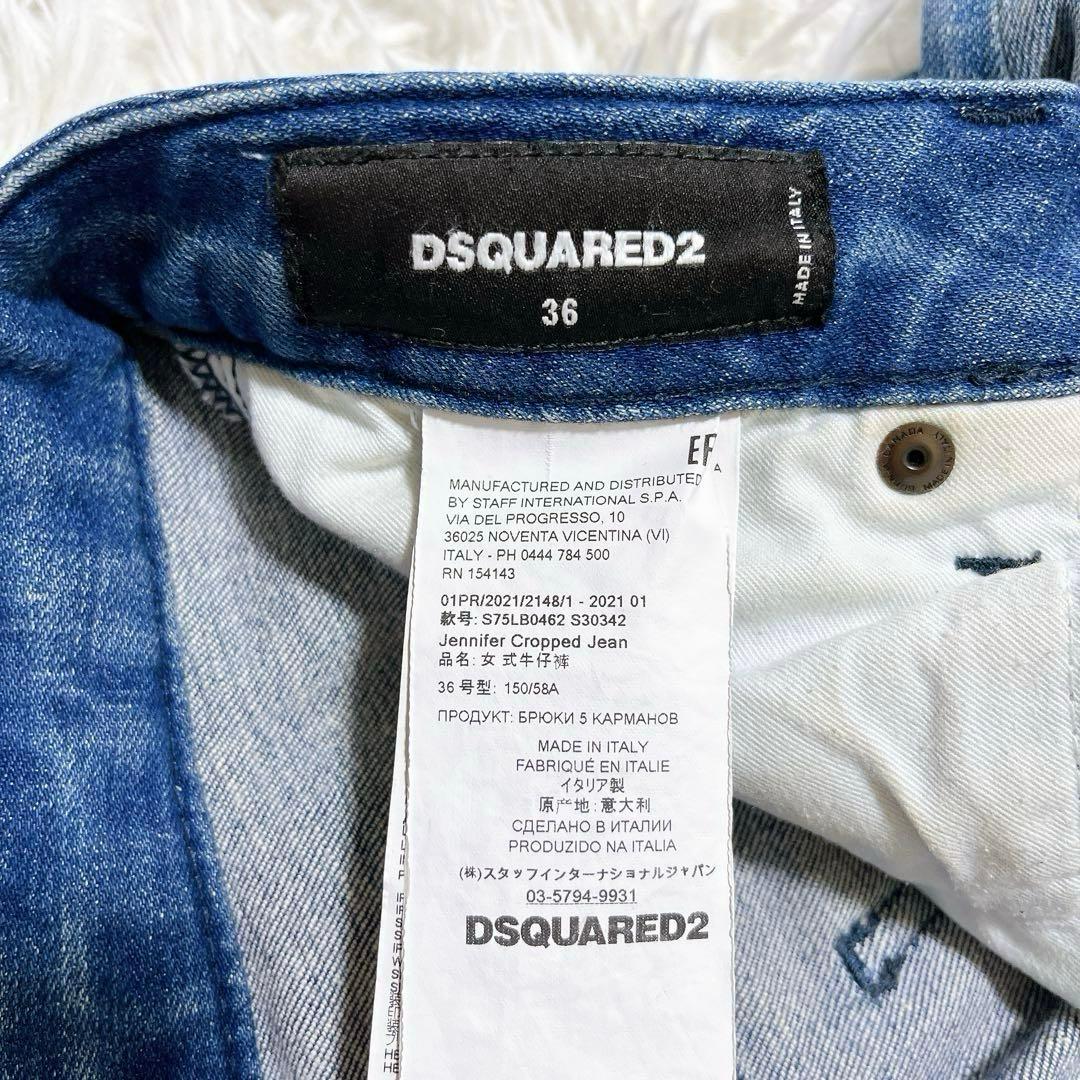 DSQUARED2
36
MADE IN ITALY
EF
MANUFACTURED AND DISTRIBUTED
BY STAFF INTERNATIONAL S.P.A.
VIA DEL PROGRESSO, 10
36025 NOVENTA VICENTINA (VI)
ITALY - PH 0444 784 500
RN 154143
01PR/2021/2148/1 - 2021 01
款号: S75LB0462 S30342
Jennifer Cropped Jean
品名: 女 式牛仔裤
36 号型: 150/58A
ПРОДУКТ: БРЮКИ 5 КАРМАНОВ
MADE IN ITALY
FABRIQUÉ EN ITALIE
イタリア製
原产地:意大利
СДЕЛАНО В ИТАЛИИ
PRODUZIDO NA ITALIA
(株)スタッフインターナショナルジャパン
03-5794-9931
DSQUARED2